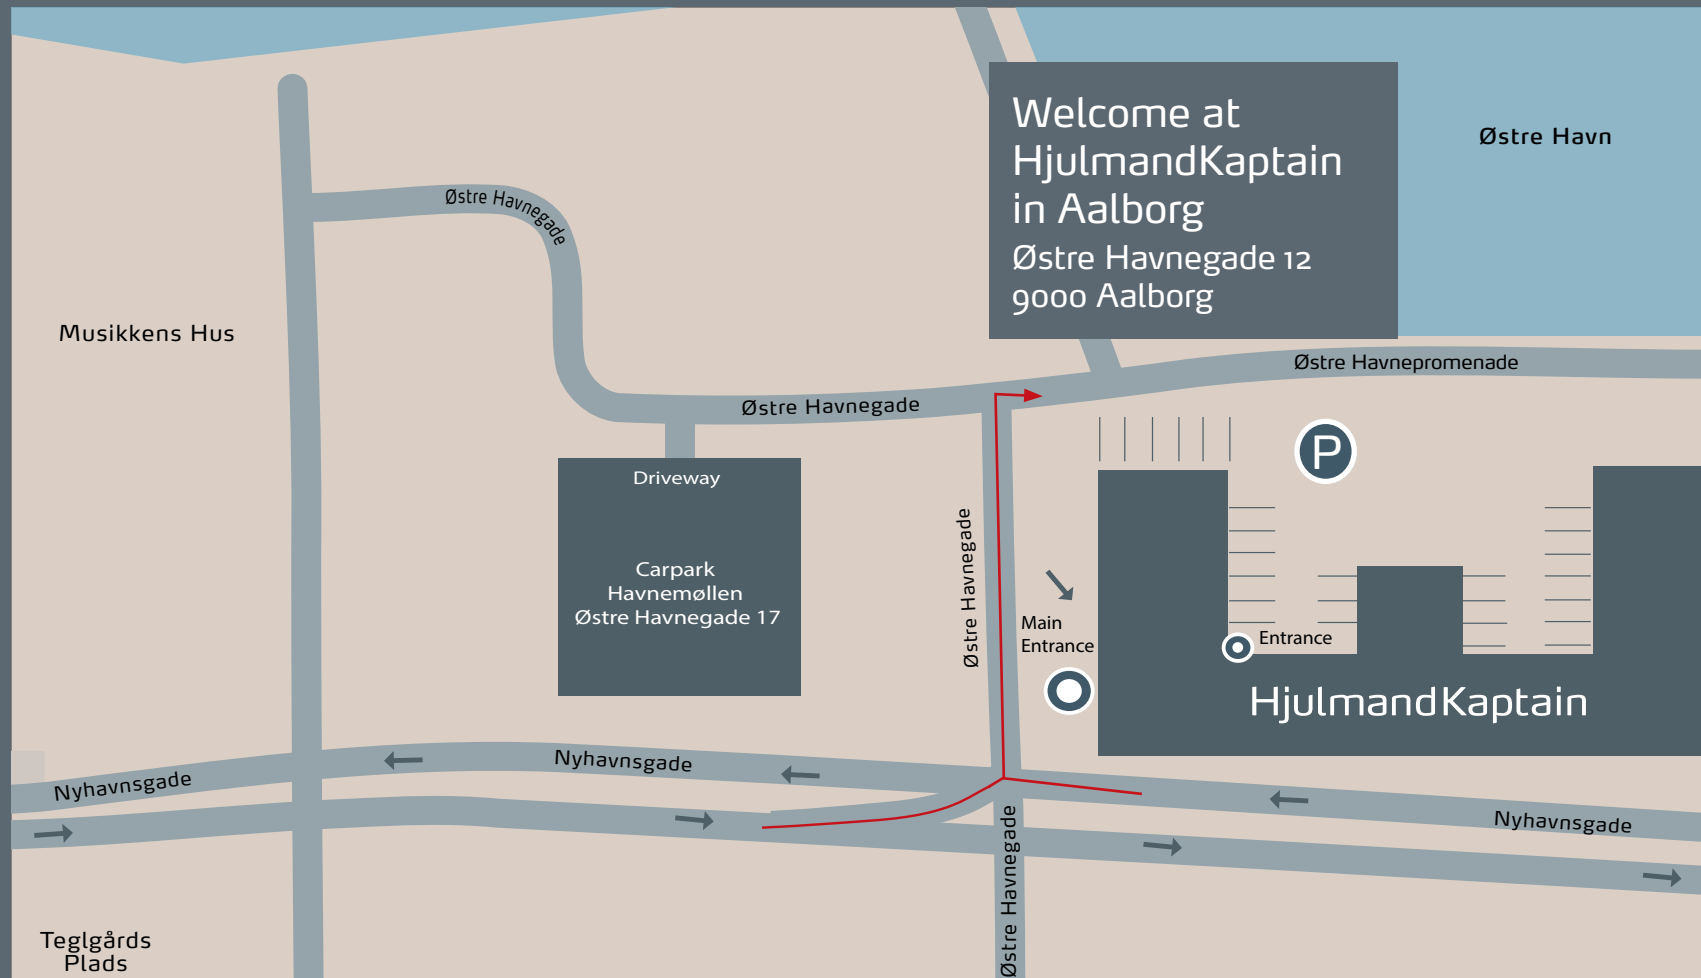 Welcome at
HjulmandKaptain
in Aalborg
Østre Havnegade 12
9000 Aalborg
Østre Havn
Østre Havnegade
Musikkens Hus
Østre Havnepromenade
Østre Havnegade
P
Driveway
Carpark
Havnemøllen
Østre Havnegade 17
Østre Havnegade
Main
Entrance
Entrance
HjulmandKaptain
Nyhavnsgade
Nyhavnsgade
Nyhavnsgade
Østre Havnegade
Teglgårds
Plads